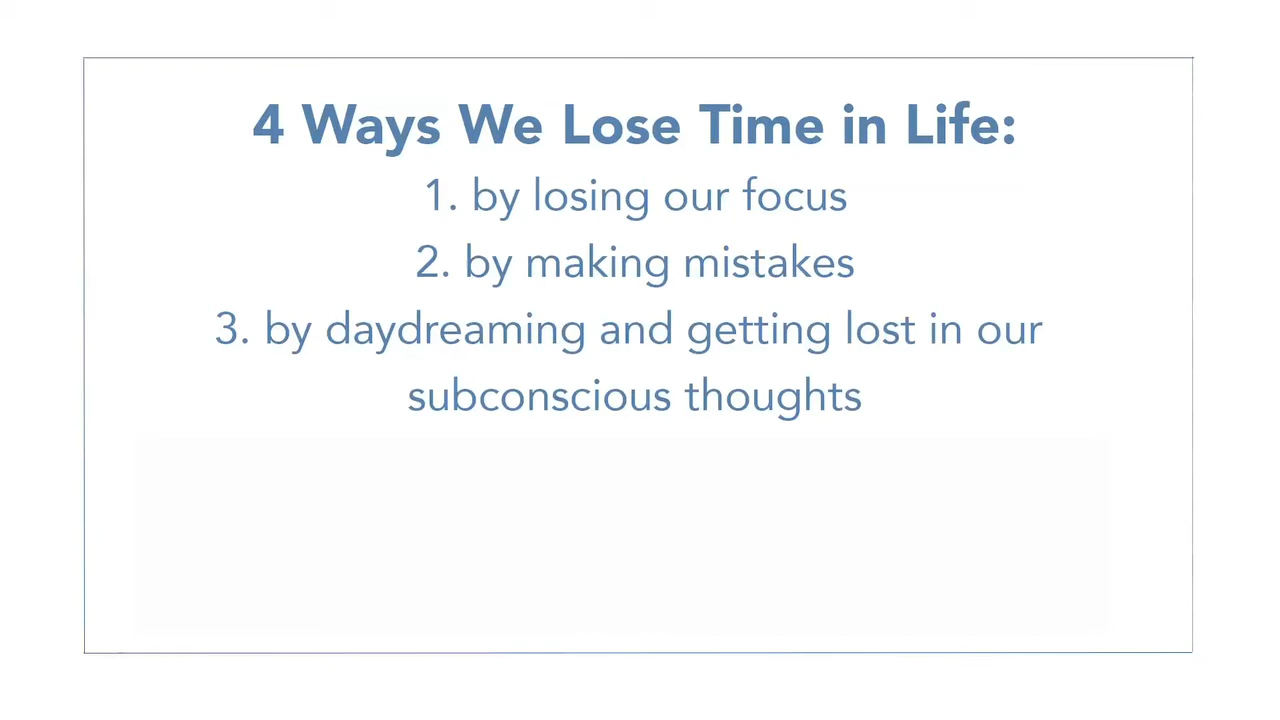 4 Ways We Lose Time in Life:
1. by losing our focus
2. by making mistakes
3. by daydreaming and getting lost in our
subconscious thoughts